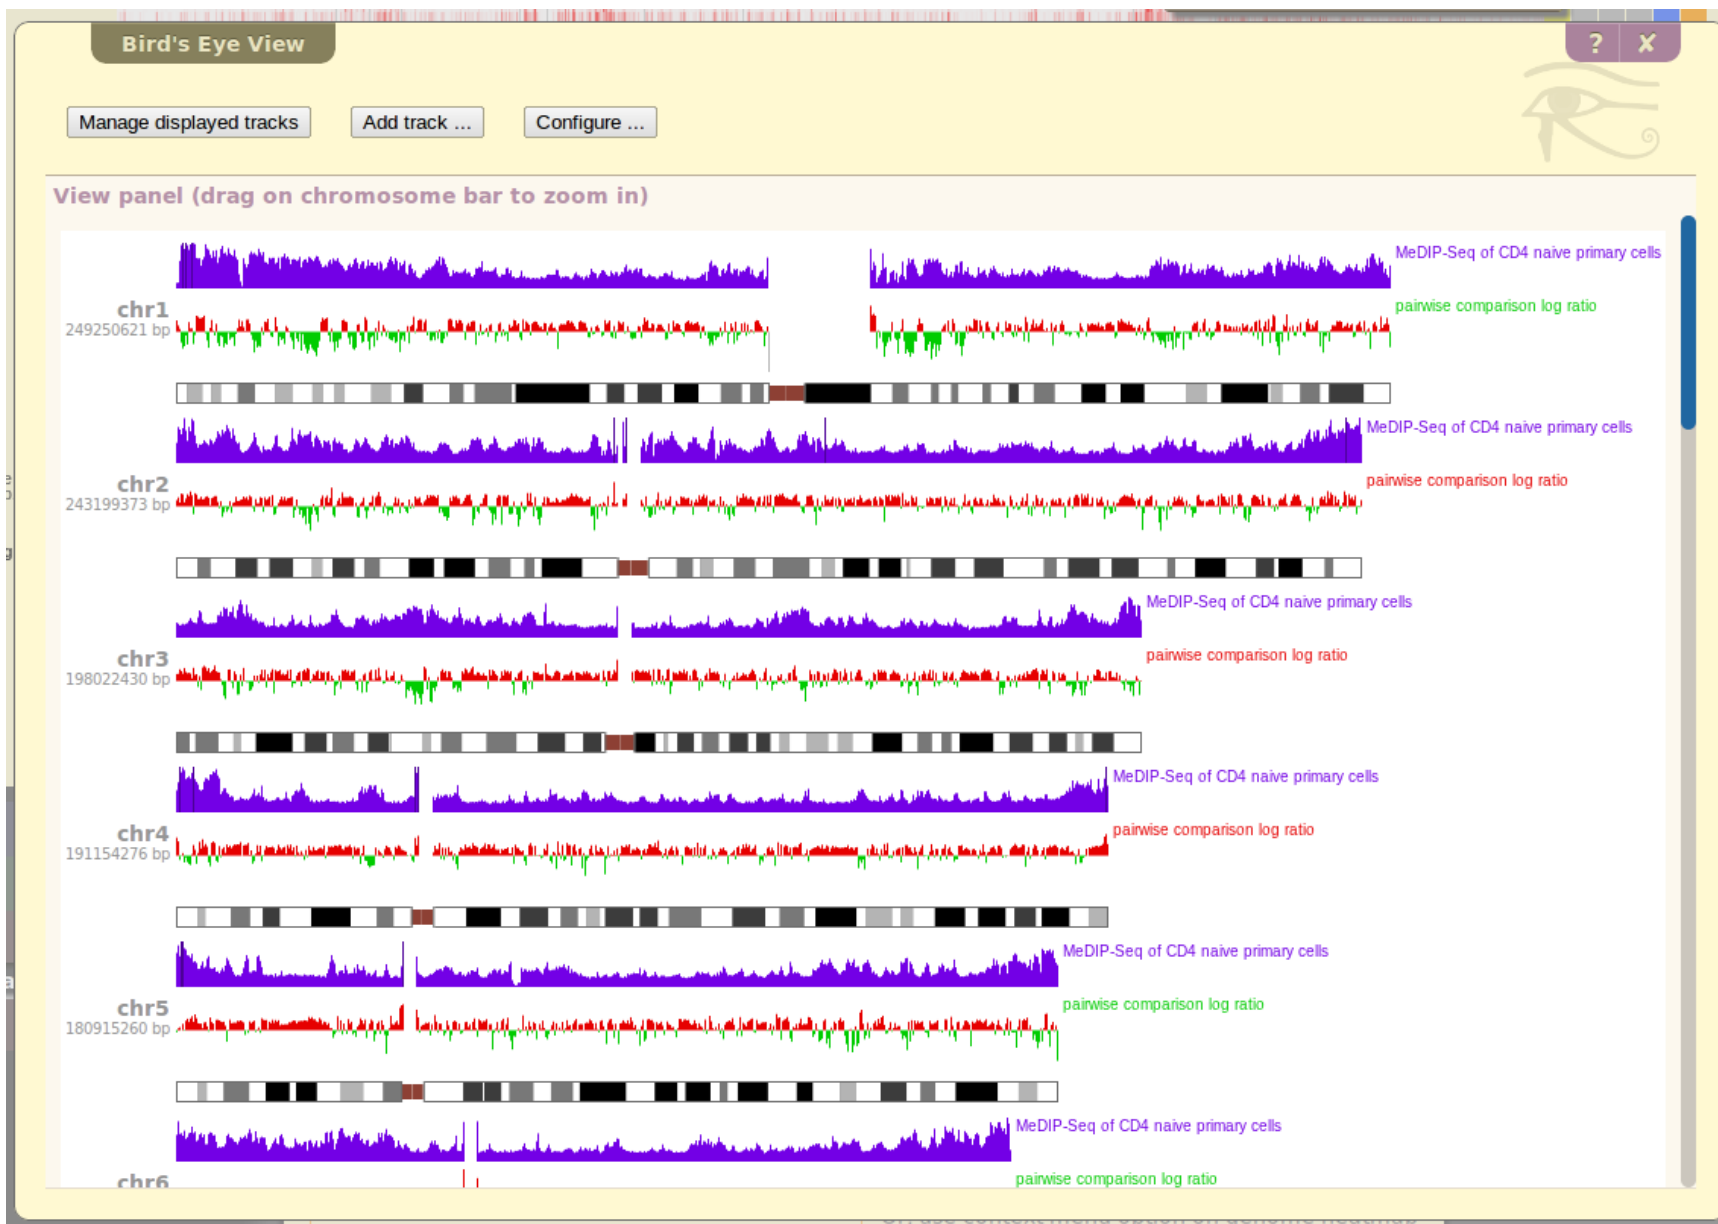 Bird's Eye View
? ✘
Manage displayed tracks
Add track ...
Configure ...
View panel (drag on chromosome bar to zoom in)
MeDIP-Seq of CD4 naive primary cells
pairwise comparison log ratio
chr1
249250621 bp
MeDIP-Seq of CD4 naive primary cells
pairwise comparison log ratio
chr2
243199373 bp
MeDIP-Seq of CD4 naive primary cells
pairwise comparison log ratio
chr3
198022430 bp
MeDIP-Seq of CD4 naive primary cells
pairwise comparison log ratio
chr4
191154276 bp
MeDIP-Seq of CD4 naive primary cells
pairwise comparison log ratio
chr5
180915260 bp
MeDIP-Seq of CD4 naive primary cells
pairwise comparison log ratio
chr6